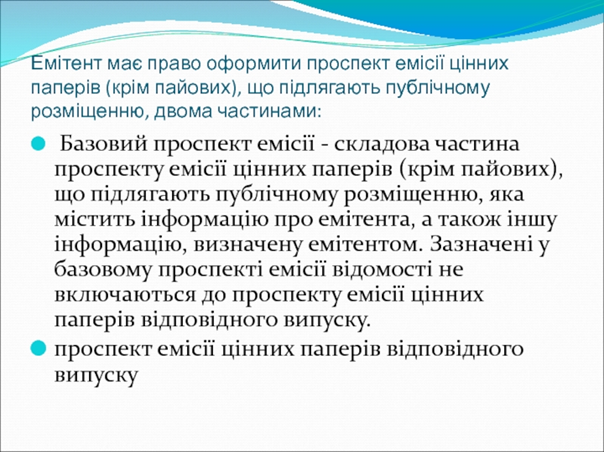 Емітент має право оформити проспект емісії цінних
паперів (крім пайових), що підлягають публічному
розміщенню, двома частинами:
Базовий проспект емісії - складова частина
проспекту емісії цінних паперів (крім пайових),
що підлягають публічному розміщенню, яка
містить інформацію про емітента, а також іншу
інформацію, визначену емітентом. Зазначені у
базовому проспекті емісії відомості не
включаються до проспекту емісії цінних
паперів відповідного випуску.
проспект емісії цінних паперів відповідного
випуску